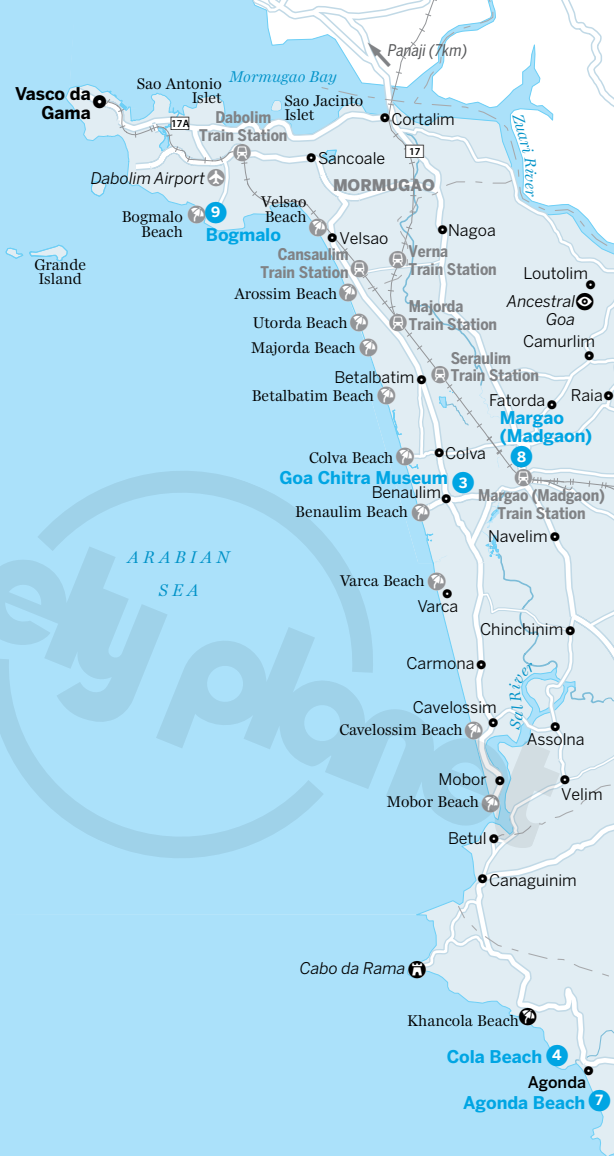 Panaji (7km)
Mormugao Bay
Sao Antonio
Islet
Vasco da
Gama
Sao Jacinto
Islet
17A
Dabolim
Train Station
Cortalim
Zuari River
17
Sancoale
Dabolim Airport
MORMUGAO
Velsao
Beach
9
Bogmalo
Beach
Bogmalo
Nagoa
Velsao
Grande
Island
Cansaulim
Train Station
Verna
Train Station
Loutolim
Arossim Beach
Ancestral
Goa
Majorda
Train Station
Utorda Beach
Camurlim
Majorda Beach
Seraulim
Train Station
Betalbatim
Betalbatim Beach
Raia
Fatorda
Margao
(Madgaon)
8
Colva
Colva Beach
Goa Chitra Museum
3
Benaulim
Margao (Madgaon)
Train Station
Benaulim Beach
Navelim
ARABIAN
SEA
Varca Beach
Varca
Chinchinim
Carmona
Sal River
Cavelossim
Cavelossim Beach
Assolna
Mobor
Mobor Beach
Velim
ely planet
Betul
Canaguinim
Cabo da Rama
Khancola Beach
Cola Beach
4
Agonda
Agonda Beach
7